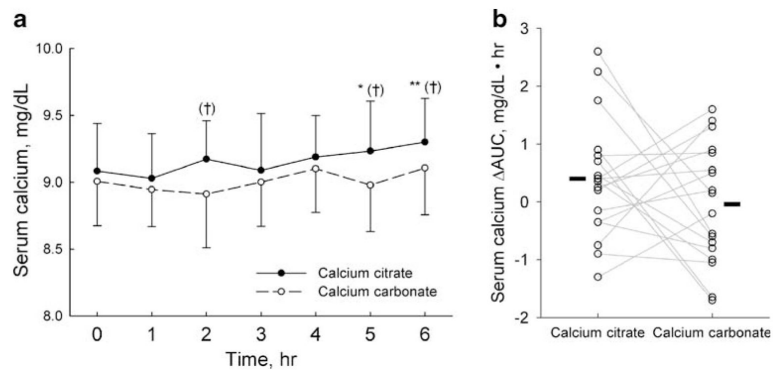 a
Serum calcium, mg/dL
10.0
9.5
9.0
8.5
8.0
(†)
* (†)
** (†)
Calcium citrate
Calcium carbonate
0 1 2 3 4 5 6
Time, hr
b
Serum calcium ΔAUC, mg/dL • hr
3
2
1
0
-1
-2
Calcium citrate Calcium carbonate